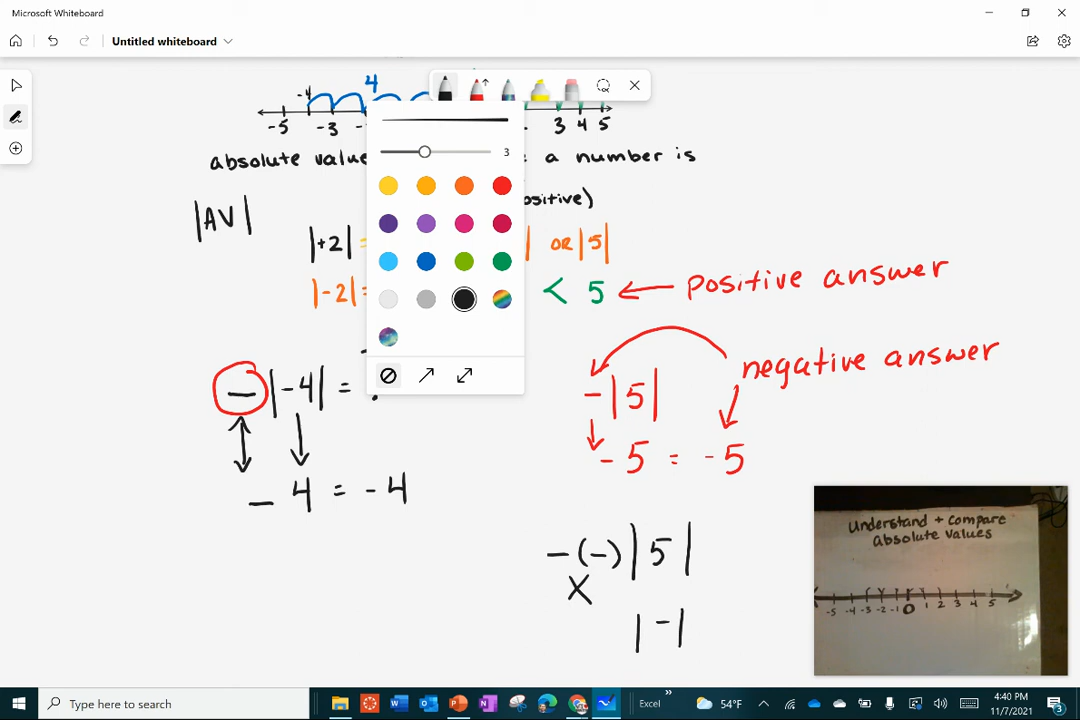 Microsoft Whiteboard
Untitled whiteboard
-4 4
-5 -3 3 4 5
absolute value a number is
ositive)
|AV|
|+2| = | OR |5|
|-2| = < 5 ← positive answer
3
-|-4| =
negative answer
-|5|
- 5 = -5
- 4 = -4
-(-)|5|
X
|-|
Understand + Compare
Absolute Values
-5 -4 -3 -2 -1 0 1 2 3 4 5
Type here to search
Excel
54°F
4:40 PM
11/7/2021
3